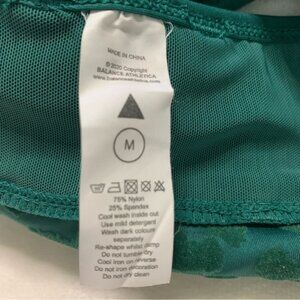 MADE IN CHINA
©2020 Copyright
BALANCE ATHLETICA
www.balanceathletica.com
M
75% Nylon
25% Spandex
Cool wash inside out
Use mild detergent
Wash dark colours
separately
Re-shape whilst damp
Do not tumble dry
Cool iron on reverse
Do not iron decoration
Do not dry clean